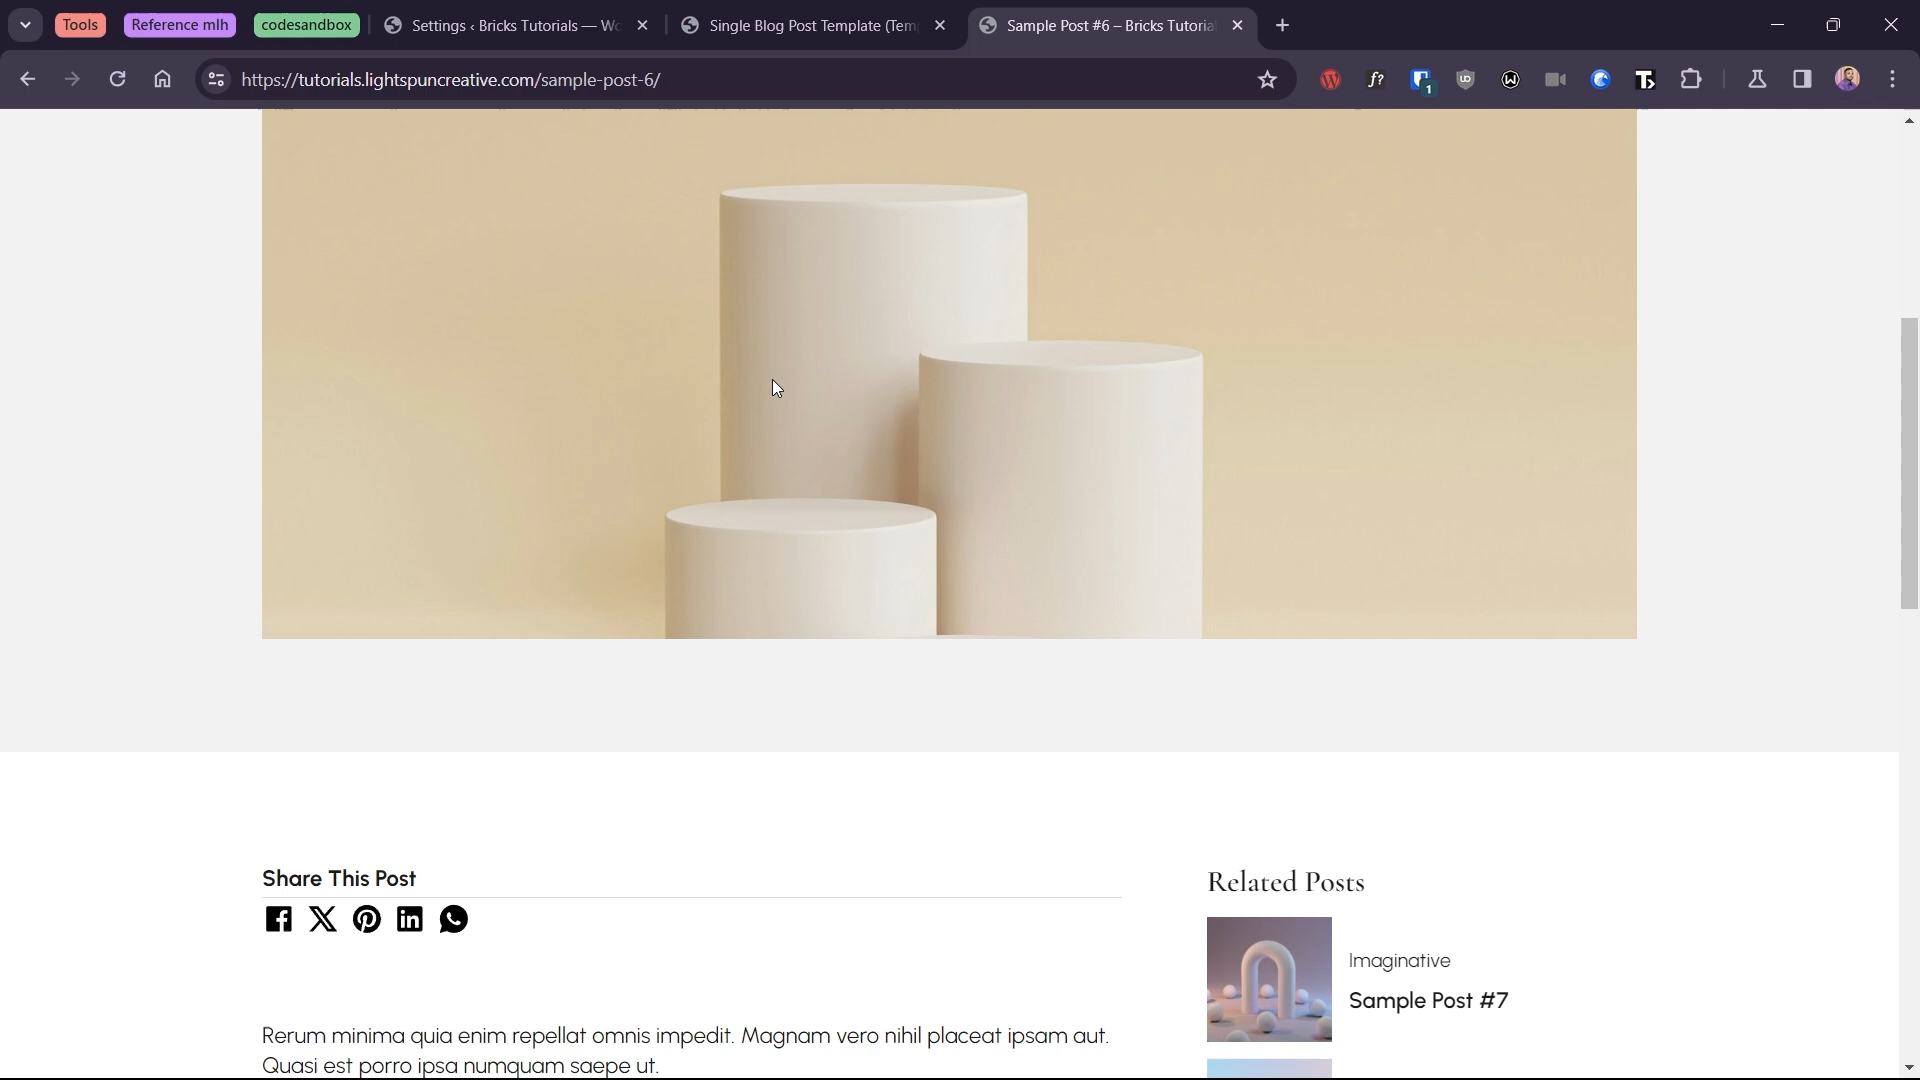 Tools
Reference mlh
codesandbox
Settings ‹ Bricks Tutorials — Wo
Single Blog Post Template (Tem
Sample Post #6 – Bricks Tutoria
https://tutorials.lightspuncreative.com/sample-post-6/
f?
1
Share This Post
Related Posts
Imaginative
Sample Post #7
Rerum minima quia enim repellat omnis impedit. Magnam vero nihil placeat ipsam aut.
Quasi est porro ipsa numquam saepe ut.